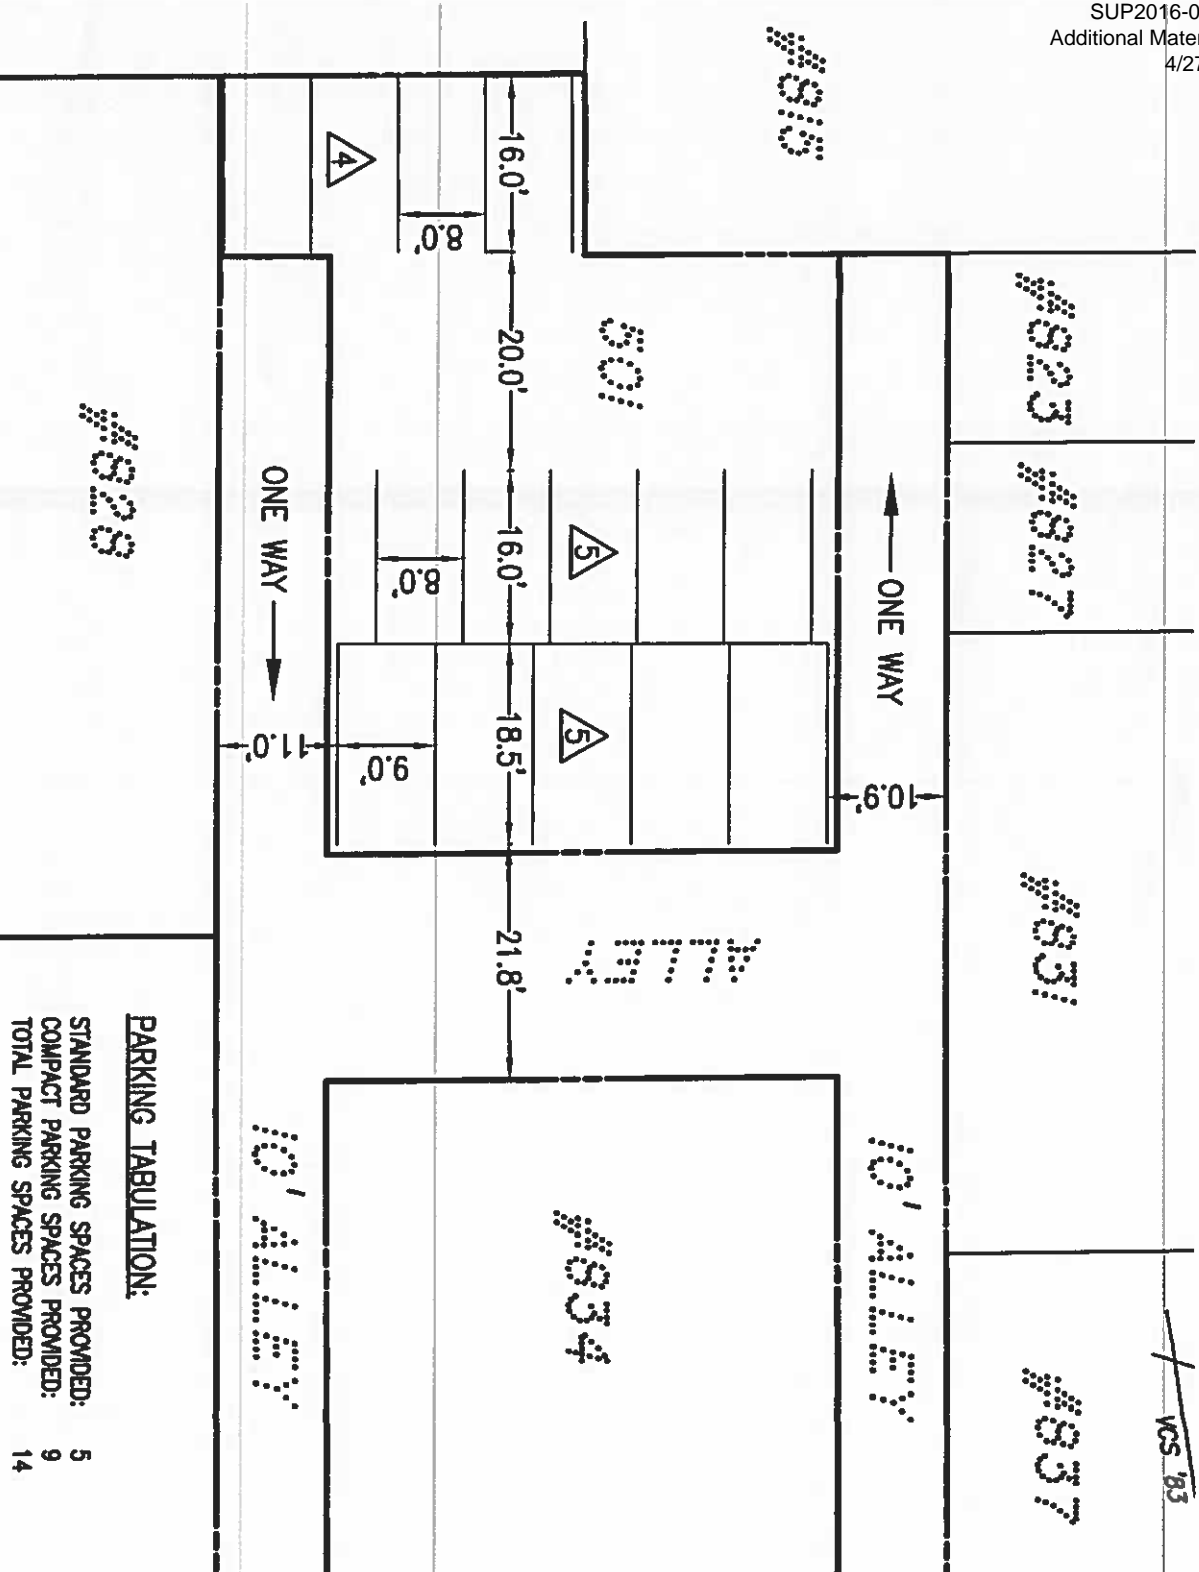 SUP2016-0
Additional Mater
4/27
#815
#823
#827
#831
#837
VCS '83
501
#828
#834
4
5
5
16.0'
8.0'
20.0'
16.0'
8.0'
18.5'
9.0'
11.0'
10.9'
21.8'
ONE WAY
ONE WAY
ALLEY
10' ALLEY
10' ALLEY
PARKING TABULATION:
STANDARD PARKING SPACES PROVIDED: 5
COMPACT PARKING SPACES PROVIDED: 9
TOTAL PARKING SPACES PROVIDED: 14